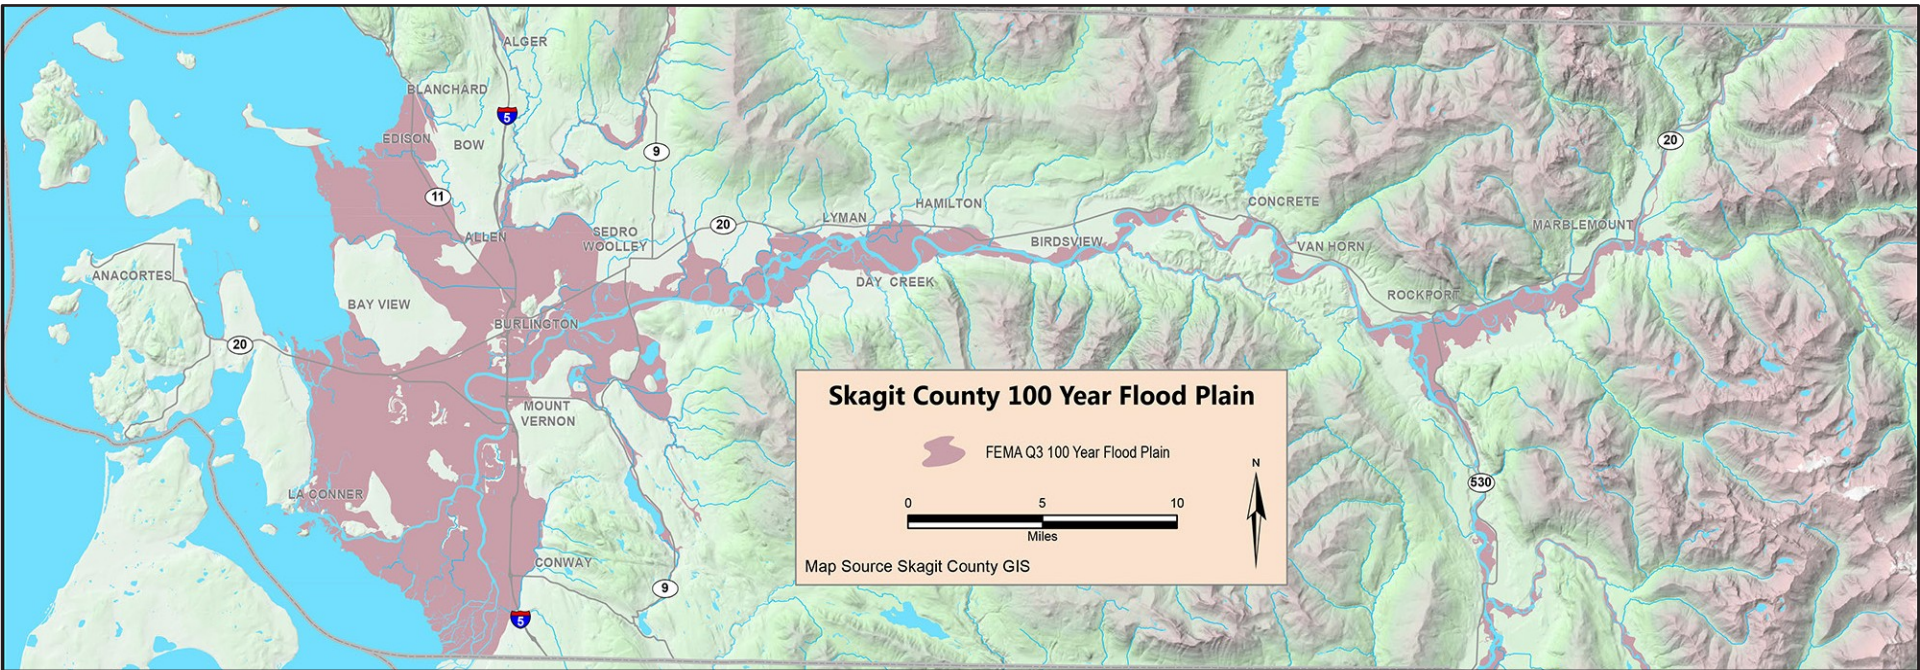 ALGER
BLANCHARD
5
EDISON
BOW
9
20
11
HAMILTON
LYMAN
CONCRETE
20
MARBLEMOUNT
SEDRO
WOOLLEY
ALLEN
BIRDSVIEW
VAN HORN
ANACORTES
DAY CREEK
ROCKPORT
BAY VIEW
BURLINGTON
20
MOUNT
VERNON
Skagit County 100 Year Flood Plain
FEMA Q3 100 Year Flood Plain
N
0 5 10
Miles
Map Source Skagit County GIS
530
LA CONNER
CONWAY
9
5